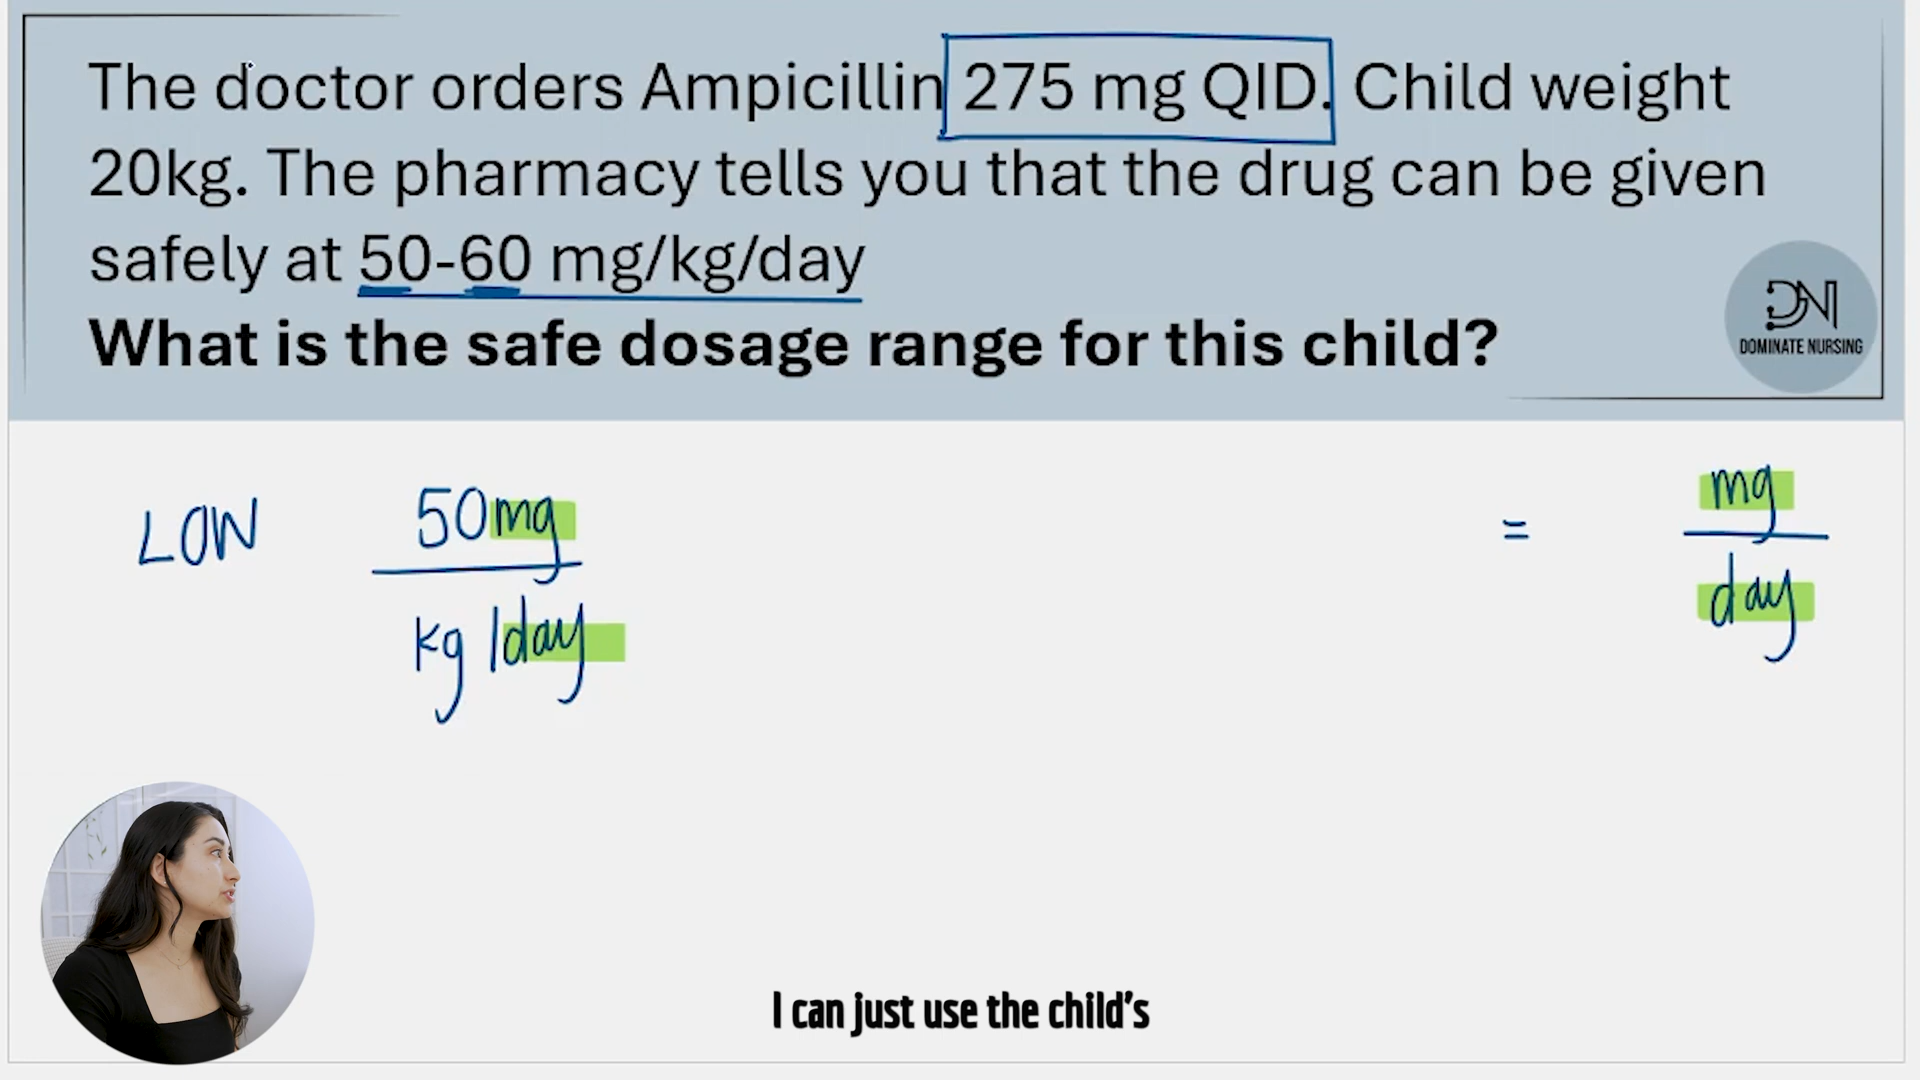 The doctor orders Ampicillin 275 mg QID. Child weight
20kg. The pharmacy tells you that the drug can be given
safely at 50-60 mg/kg/day
What is the safe dosage range for this child?
DN
DOMINATE NURSING
LOW
50mg
kg/day
=
mg
day
I can just use the child's